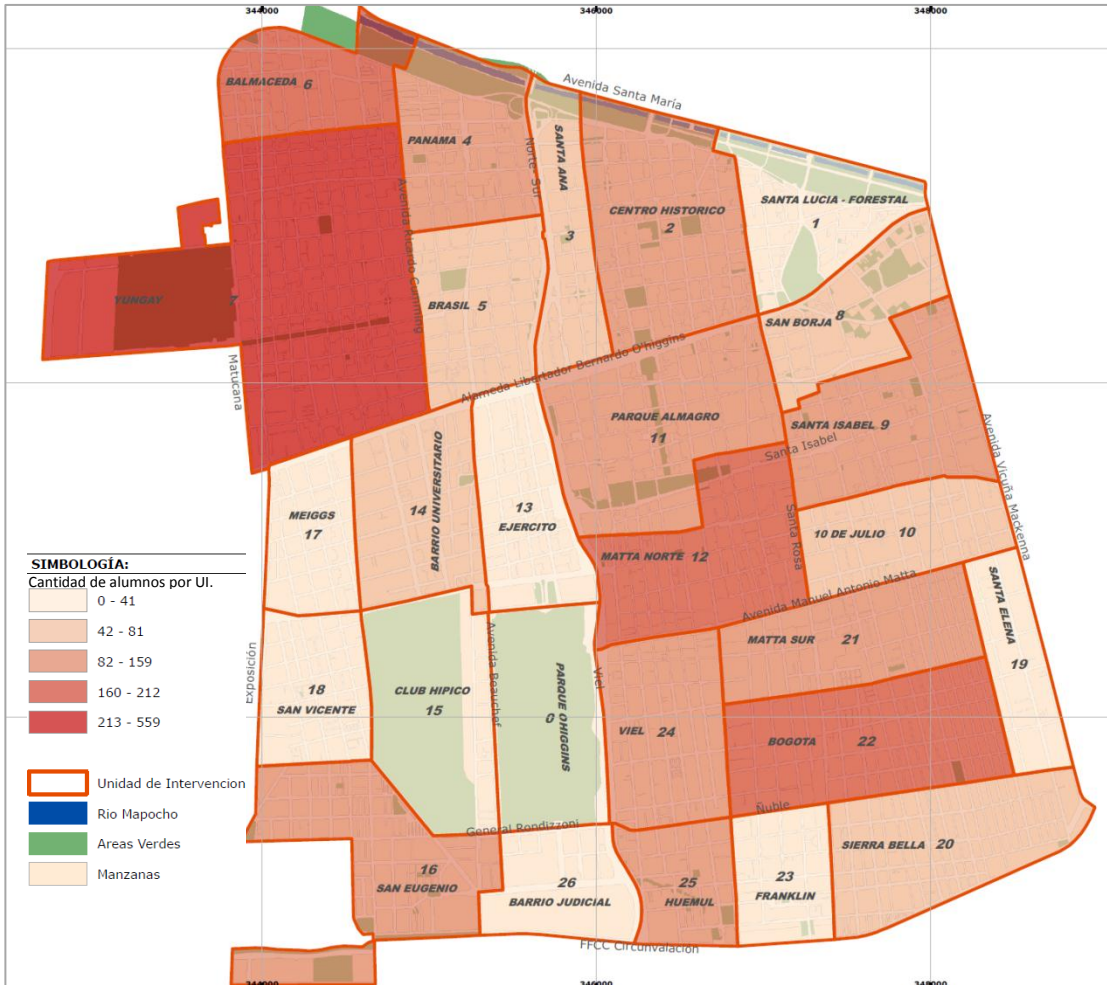 344000
346000
348000
Avenida Santa María
BALMACEDA 6
PANAMA 4
Norte-Sur
SANTA ANA
3
CENTRO HISTORICO
2
SANTA LUCIA - FORESTAL
1
Avenida Ricardo Cumming
YUNGAY 7
BRASIL 5
SAN BORJA 8
Matucana
Alameda Libertador Bernardo O'higgins
PARQUE ALMAGRO
11
SANTA ISABEL 9
Santa Isabel
Avenida Vicuña Mackenna
BARRIO UNIVERSITARIO
14
MEIGGS
17
13
EJERCITO
MATTA NORTE 12
Santa Rosa
10 DE JULIO 10
Avenida Manuel Antonio Matta
SANTA ELENA
19
MATTA SUR 21
SIMBOLOGÍA:
Cantidad de alumnos por UI.
0 - 41
42 - 81
82 - 159
160 - 212
213 - 559
Unidad de Intervencion
Rio Mapocho
Areas Verdes
Manzanas
Exposición
18
SAN VICENTE
CLUB HIPICO
15
Avenida Beauchef
PARQUE OHIGGINS
0
Viel
VIEL 24
BOGOTA 22
General Rondizzoni
Ñuble
SIERRA BELLA 20
16
SAN EUGENIO
26
BARRIO JUDICIAL
25
HUEMUL
23
FRANKLIN
FFCC Circunvalación
344000
346000
348000